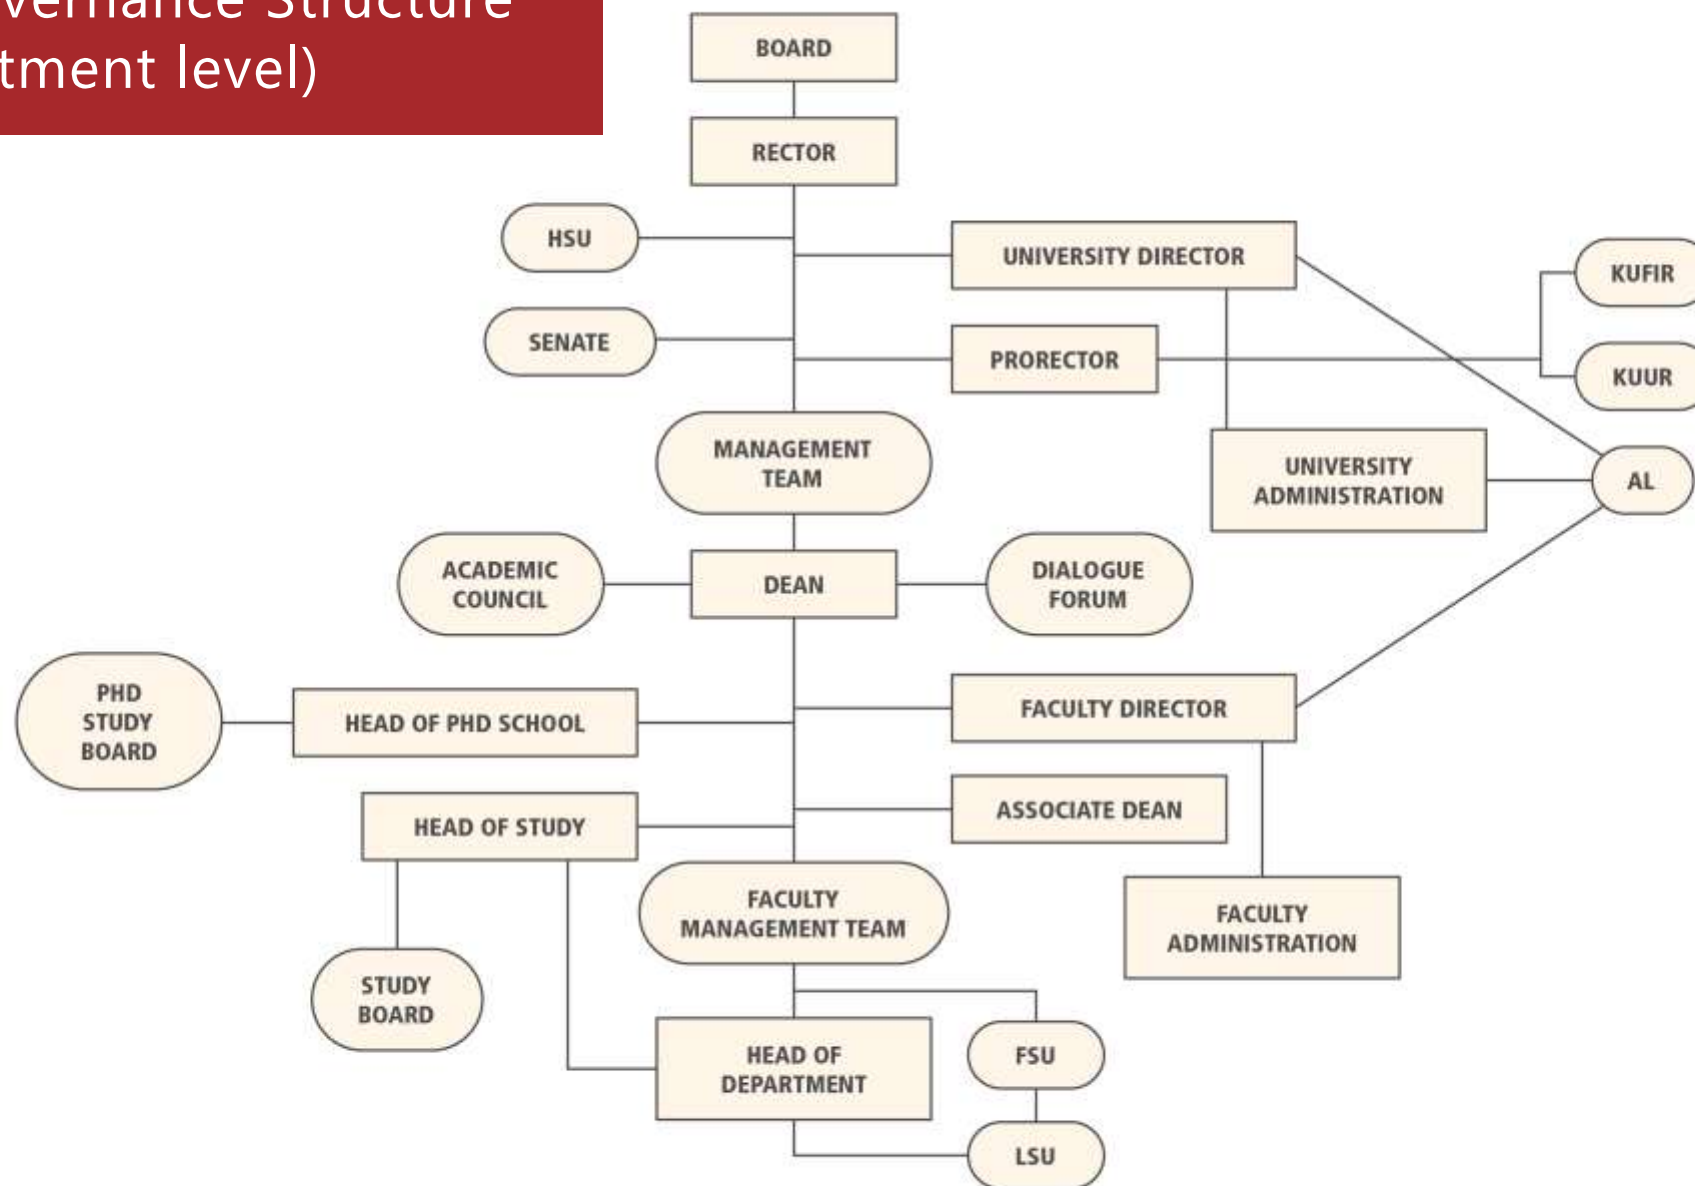 vernance Structure
tment level)
BOARD
RECTOR
HSU
UNIVERSITY DIRECTOR
KUFIR
SENATE
PRORECTOR
KUUR
MANAGEMENT
TEAM
UNIVERSITY
ADMINISTRATION
AL
ACADEMIC
COUNCIL
DEAN
DIALOGUE
FORUM
PHD
STUDY
BOARD
HEAD OF PHD SCHOOL
FACULTY DIRECTOR
HEAD OF STUDY
ASSOCIATE DEAN
FACULTY
MANAGEMENT TEAM
FACULTY
ADMINISTRATION
STUDY
BOARD
HEAD OF
DEPARTMENT
FSU
LSU